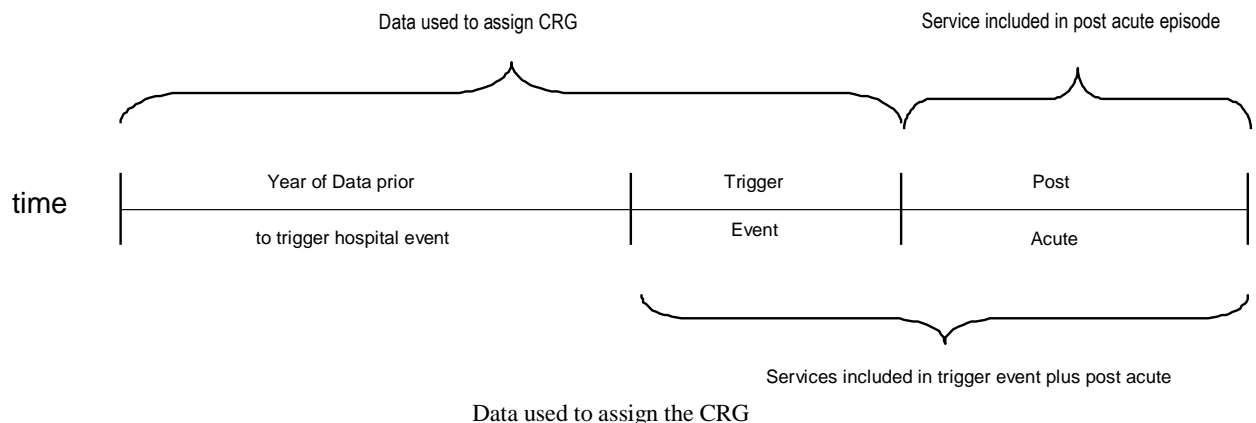 Data used to assign CRG
Service included in post acute episode
time
Year of Data prior
to trigger hospital event
Trigger
Event
Post
Acute
Services included in trigger event plus post acute
Data used to assign the CRG